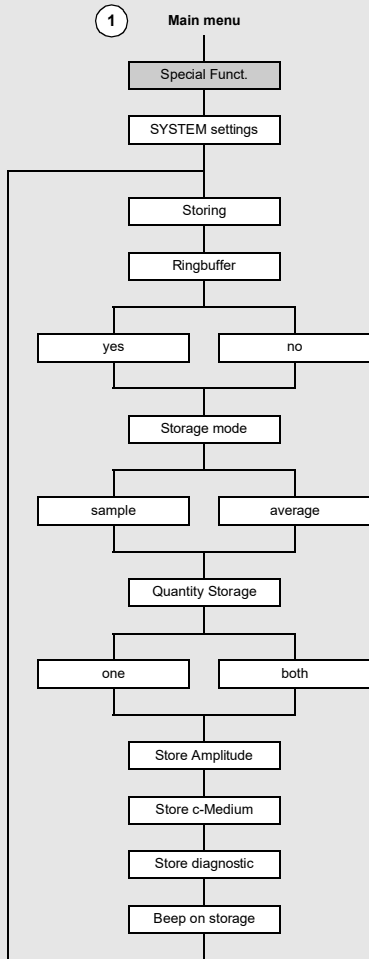 1 Main menu
Special Funct.
SYSTEM settings
Storing
Ringbuffer
yes no
Storage mode
sample average
Quantity Storage
one both
Store Amplitude
Store c-Medium
Store diagnostic
Beep on storage